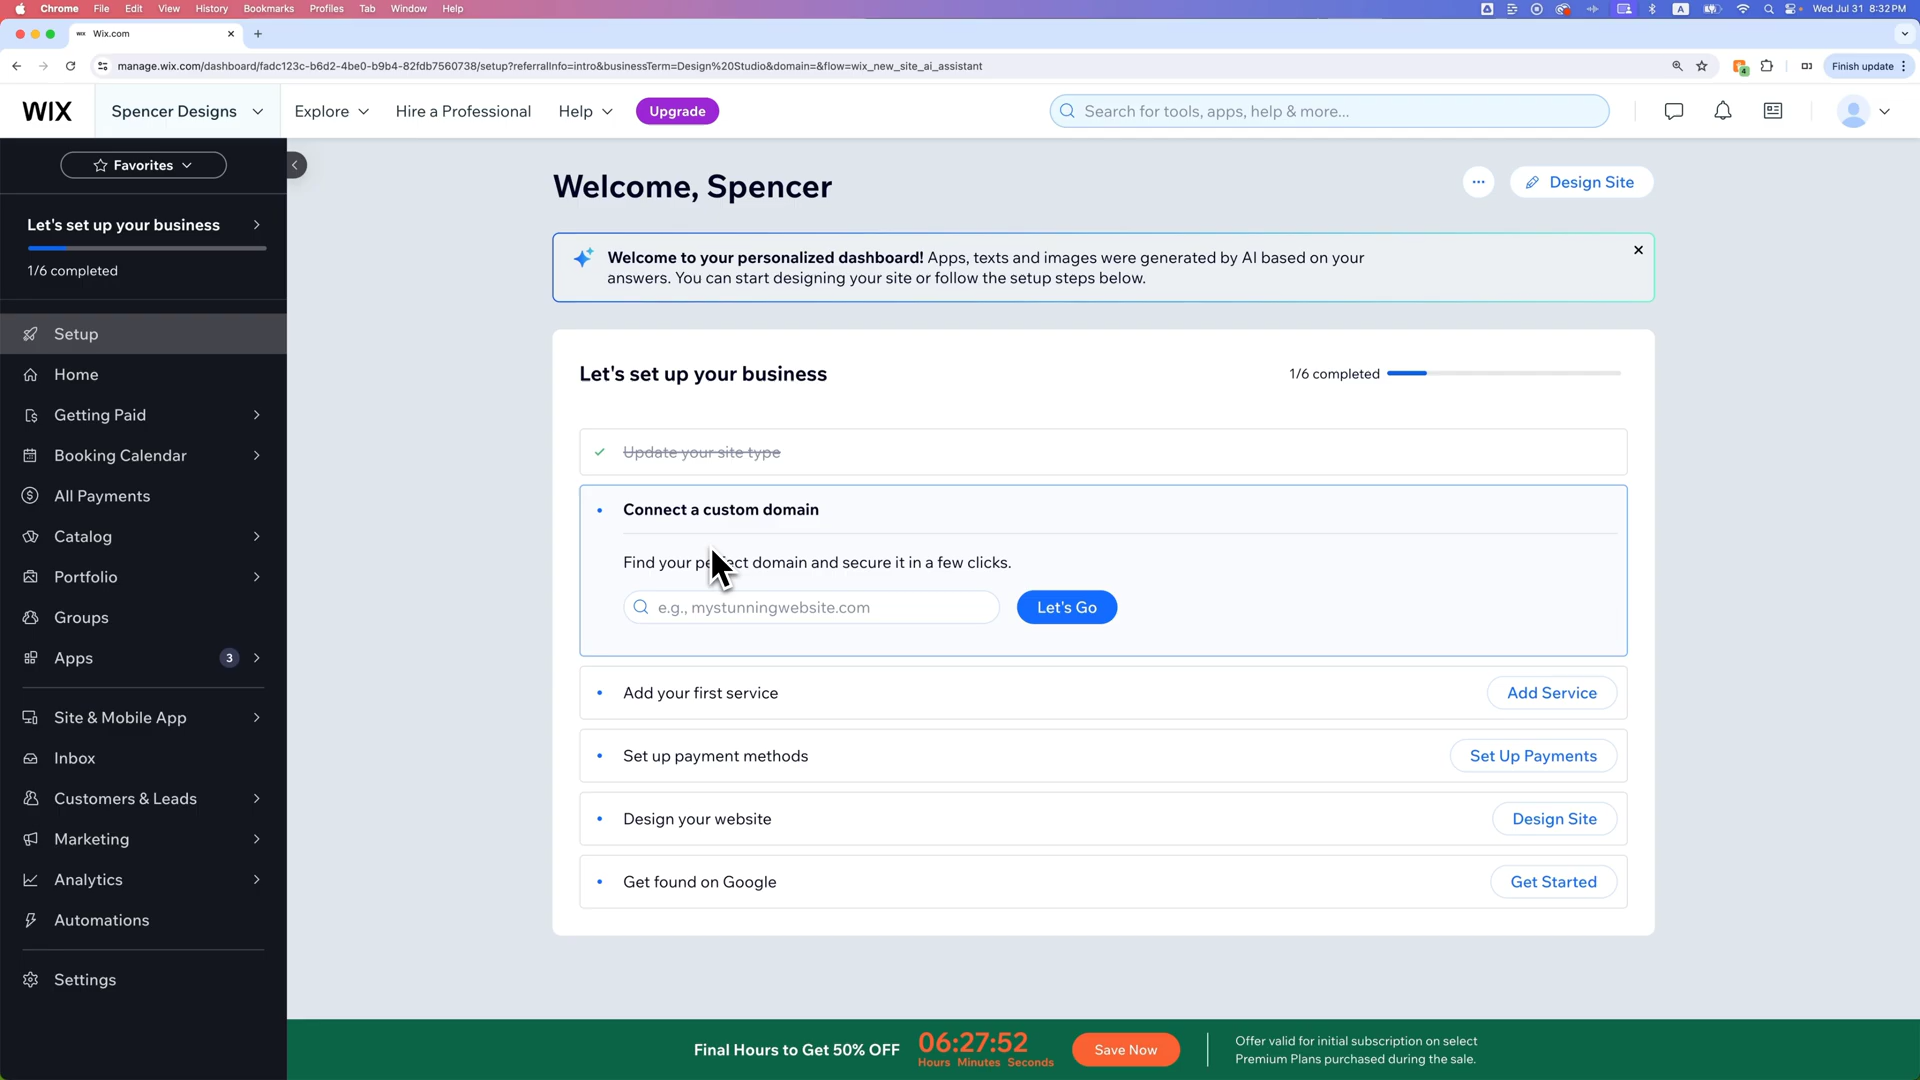 Chrome File Edit View History Bookmarks Profiles Tab Window Help
A
Wed Jul 31 8:32 PM
WIX Wix.com
manage.wix.com/dashboard/fadc123c-b6d2-4be0-b9b4-82fdb7560738/setup?referralInfo=intro&businessTerm=Design%20Studio&domain=&flow=wix_new_site_ai_assistant
4
Finish update
WIX
Spencer Designs
Explore
Hire a Professional
Help
Upgrade
Search for tools, apps, help & more...
Favorites
Let's set up your business
1/6 completed
Setup
Home
Getting Paid
Booking Calendar
All Payments
Catalog
Portfolio
Groups
Apps 3
Site & Mobile App
Inbox
Customers & Leads
Marketing
Analytics
Automations
Settings
Welcome, Spencer
Design Site
Welcome to your personalized dashboard! Apps, texts and images were generated by AI based on your
answers. You can start designing your site or follow the setup steps below.
Let's set up your business
1/6 completed
Update your site type
Connect a custom domain
Find your perfect domain and secure it in a few clicks.
e.g., mystunningwebsite.com
Let's Go
Add your first service
Add Service
Set up payment methods
Set Up Payments
Design your website
Design Site
Get found on Google
Get Started
Final Hours to Get 50% OFF
06:27:52
Hours Minutes Seconds
Save Now
Offer valid for initial subscription on select
Premium Plans purchased during the sale.